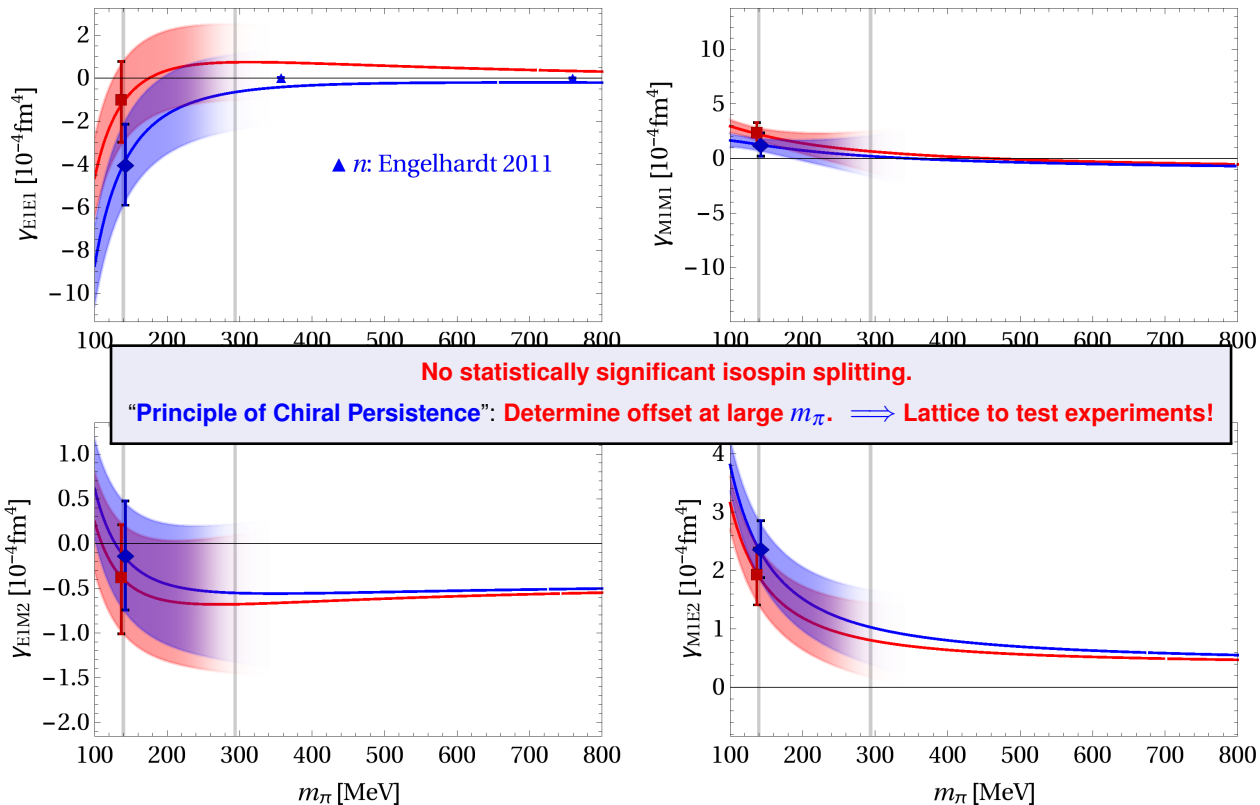 γE1E1 [10⁻⁴fm⁴]
2
0
−2
−4
−6
−8
−10
n: Engelhardt 2011
100 200 300 400 500 600 700 800
γM1M1 [10⁻⁴fm⁴]
10
5
0
−5
−10
100 200 300 400 500 600 700 800
No statistically significant isospin splitting.
“Principle of Chiral Persistence”: Determine offset at large mπ. ⟹ Lattice to test experiments!
γE1M2 [10⁻⁴fm⁴]
1.0
0.5
0.0
−0.5
−1.0
−1.5
−2.0
100 200 300 400 500 600 700 800
mπ [MeV]
γM1E2 [10⁻⁴fm⁴]
4
3
2
1
0
100 200 300 400 500 600 700 800
mπ [MeV]